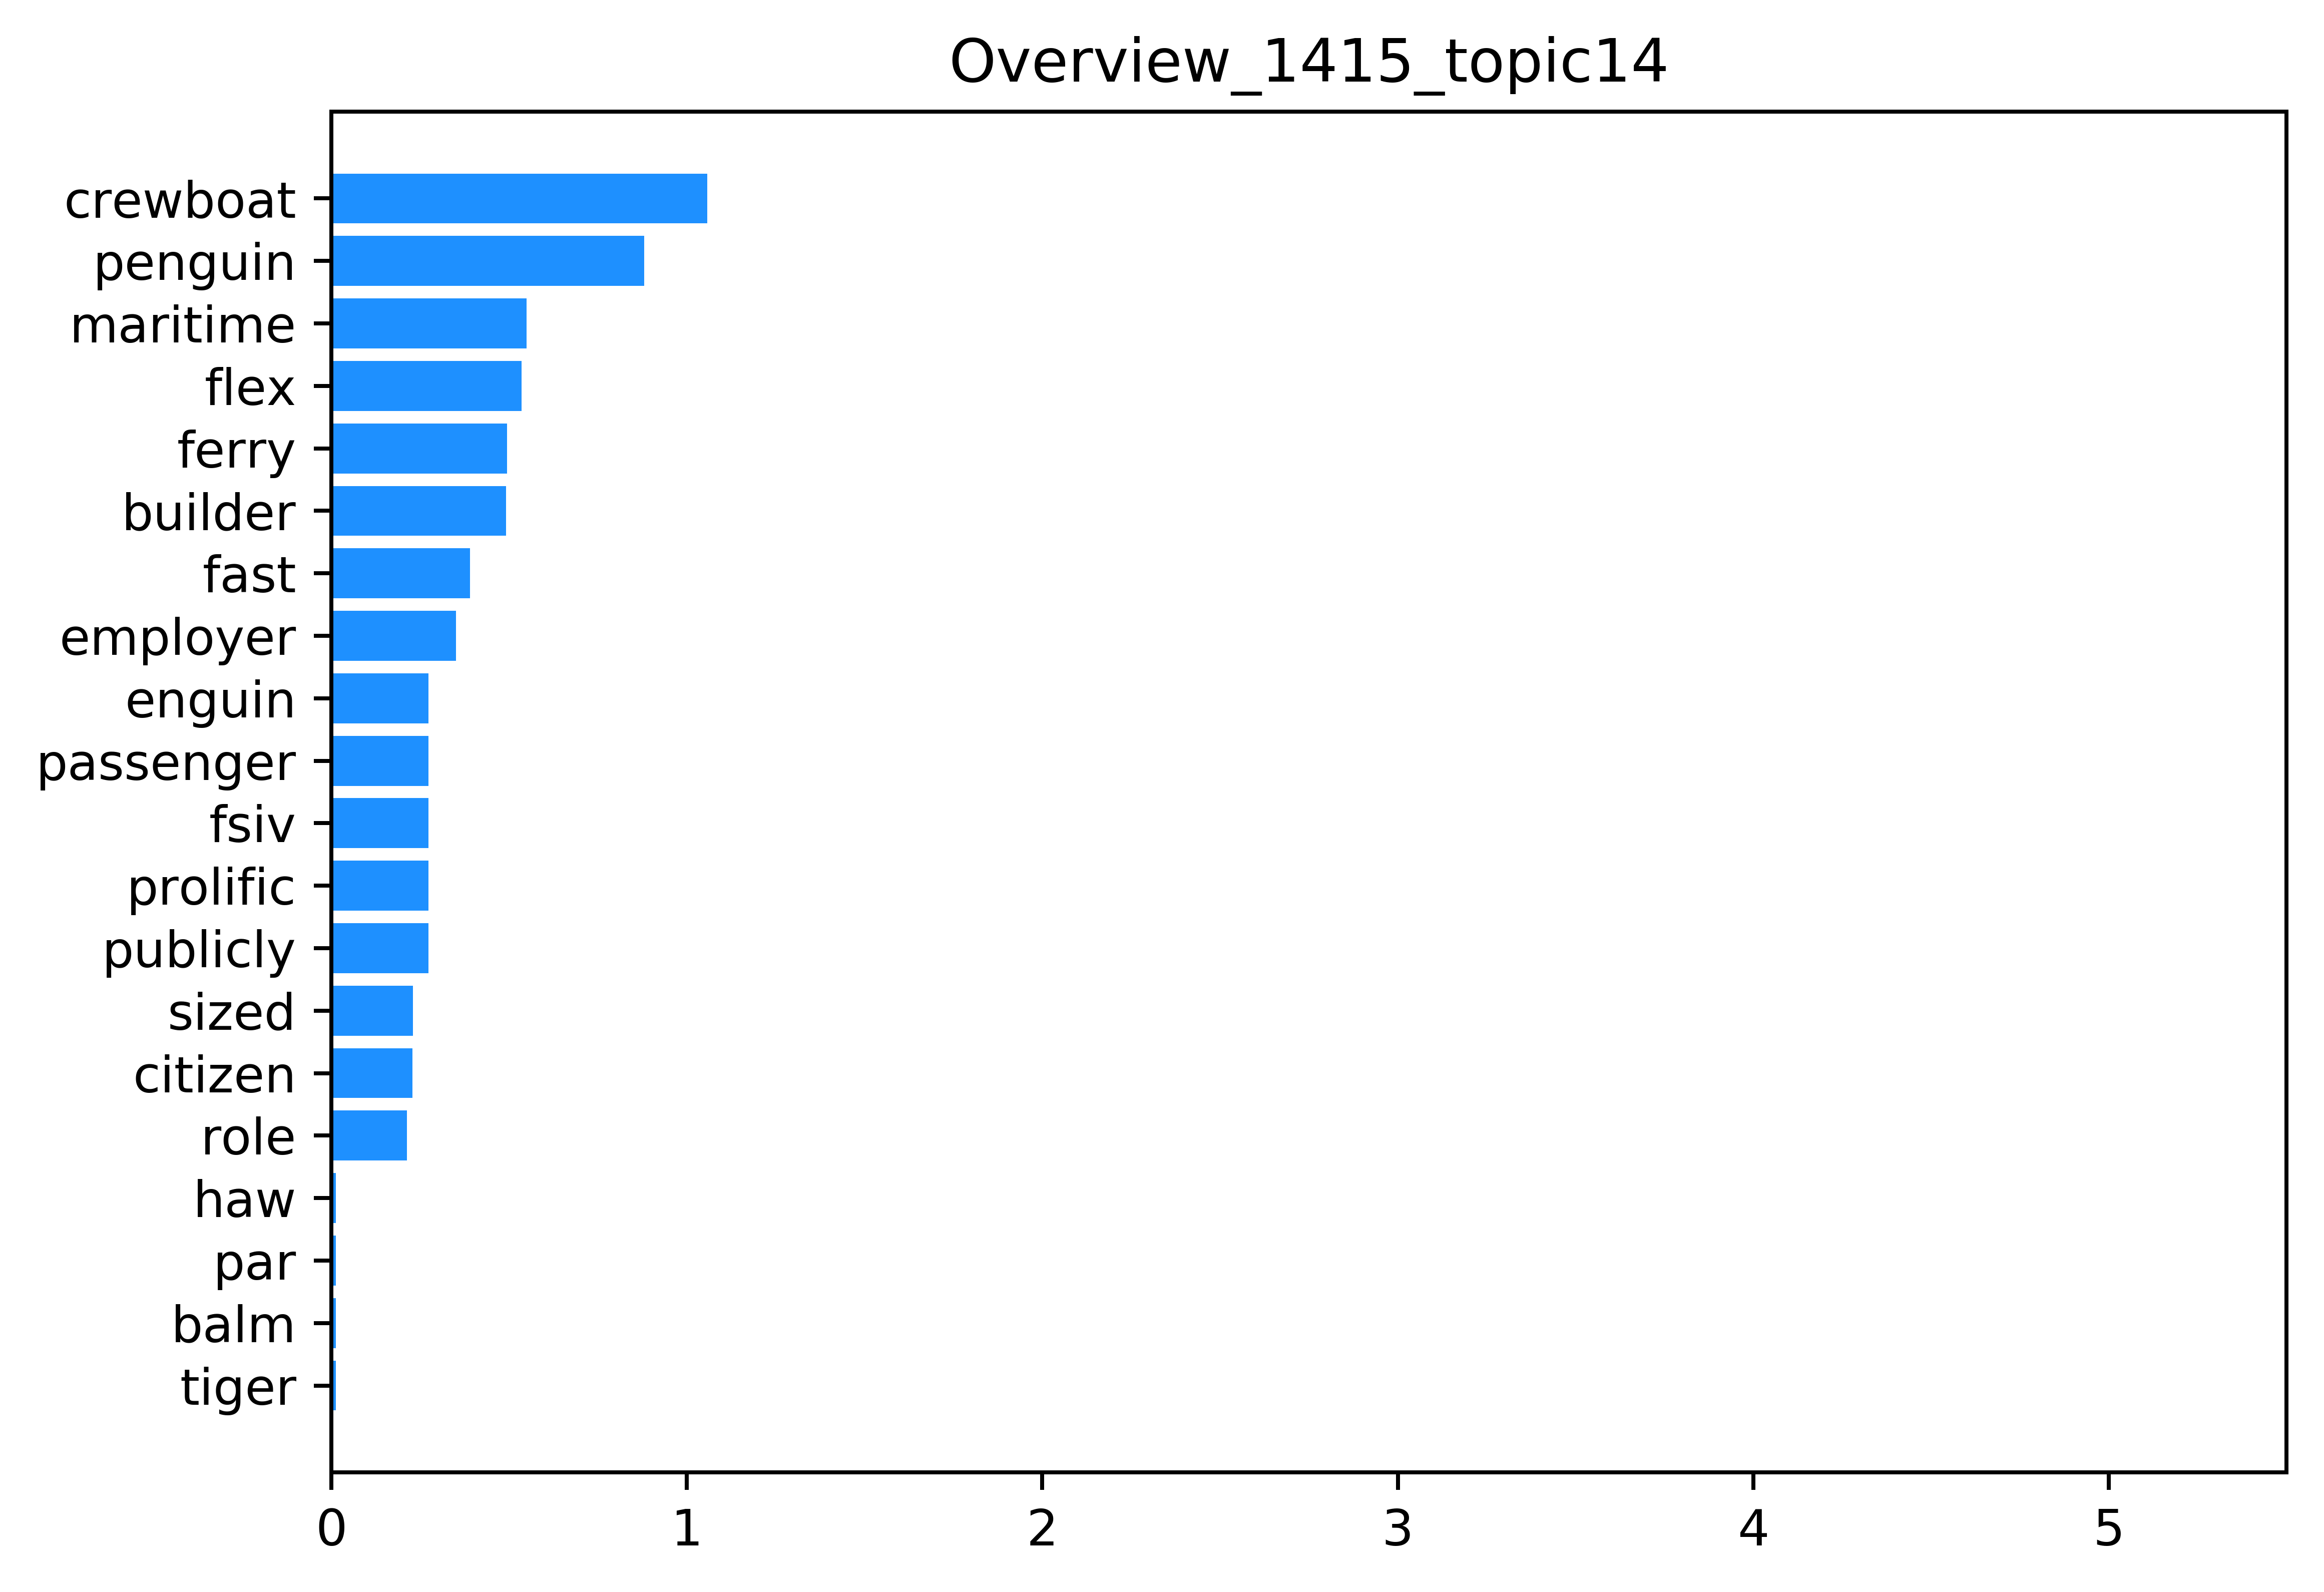 Overview_1415_topic14
crewboat
penguin
maritime
flex
ferry
builder
fast
employer
enguin
passenger
fsiv
prolific
publicly
sized
citizen
role
haw
par
balm
tiger
0 1 2 3 4 5